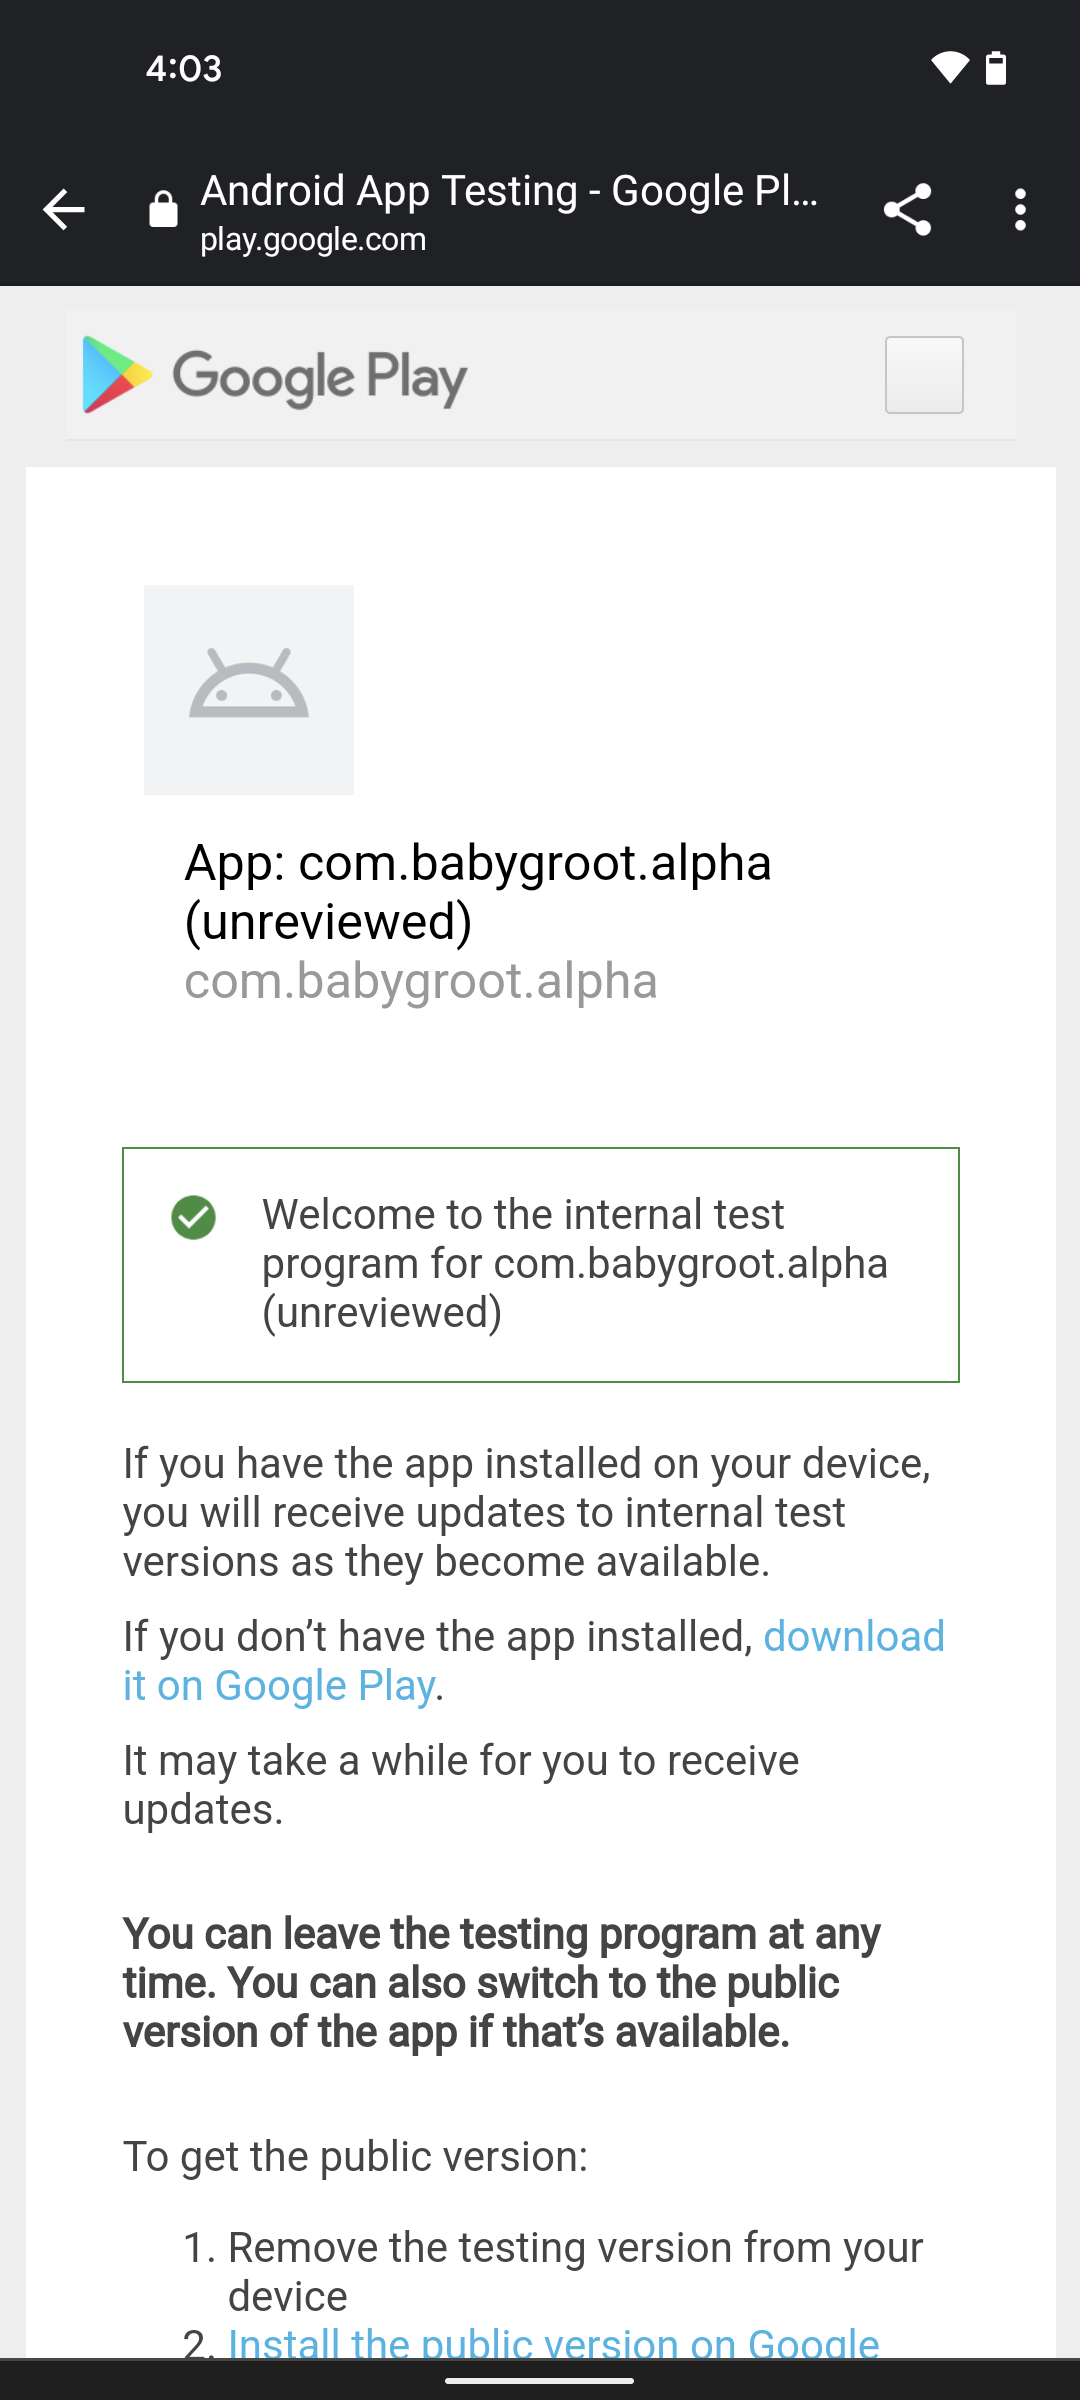 4:03
Android App Testing - Google Pl...
play.google.com
Google Play
App: com.babygroot.alpha
(unreviewed)
com.babygroot.alpha
Welcome to the internal test
program for com.babygroot.alpha
(unreviewed)
If you have the app installed on your device,
you will receive updates to internal test
versions as they become available.
If you don’t have the app installed, download
it on Google Play.
It may take a while for you to receive
updates.
You can leave the testing program at any
time. You can also switch to the public
version of the app if that’s available.
To get the public version:
1. Remove the testing version from your
device
2. Install the public version on Google